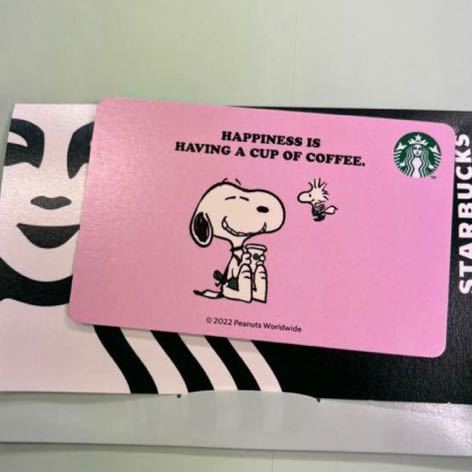 HAPPINESS IS
HAVING A CUP OF COFFEE.
© 2022 Peanuts Worldwide
STARBUCKS